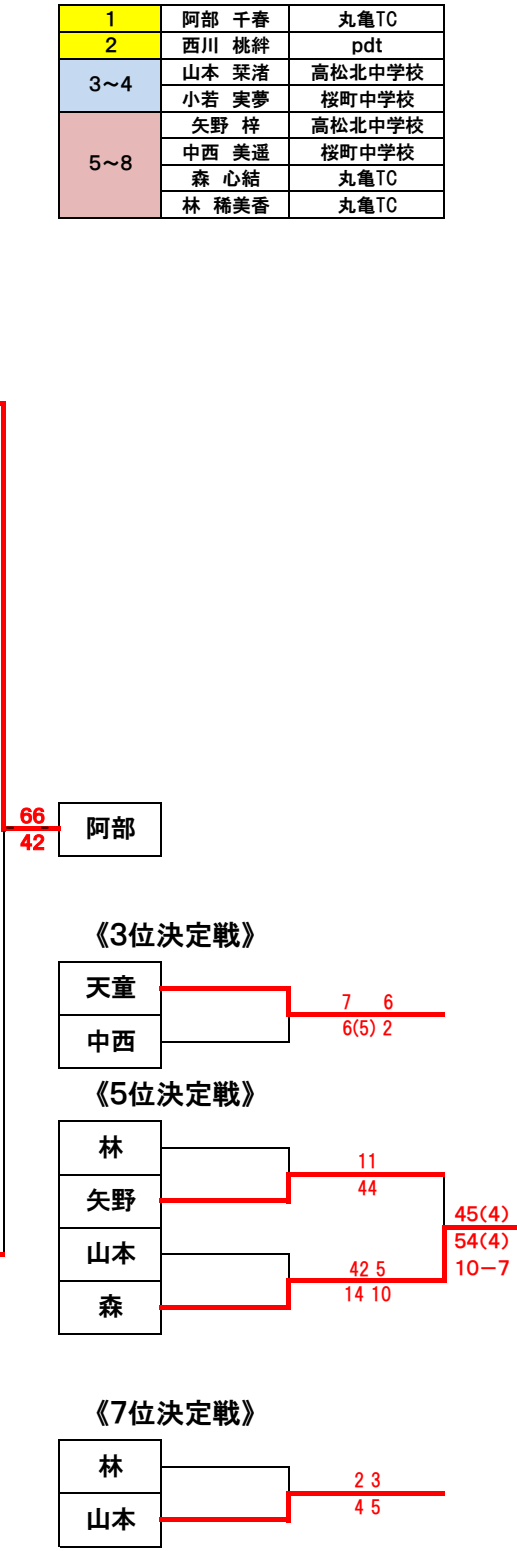 1 阿部 千春 丸亀TC
2 西川 桃絆 pdt
3~4 山本 栞渚 高松北中学校
小若 実夢 桜町中学校
5~8 矢野 梓 高松北中学校
中西 美遥 桜町中学校
森 心結 丸亀TC
林 稀美香 丸亀TC
66
42
阿部
《3位決定戦》
天童
7 6
中西
6(5) 2
《5位決定戦》
林
11
矢野
44
45(4)
54(4)
10-7
山本
42 5
森
14 10
《7位決定戦》
林
2 3
山本
4 5